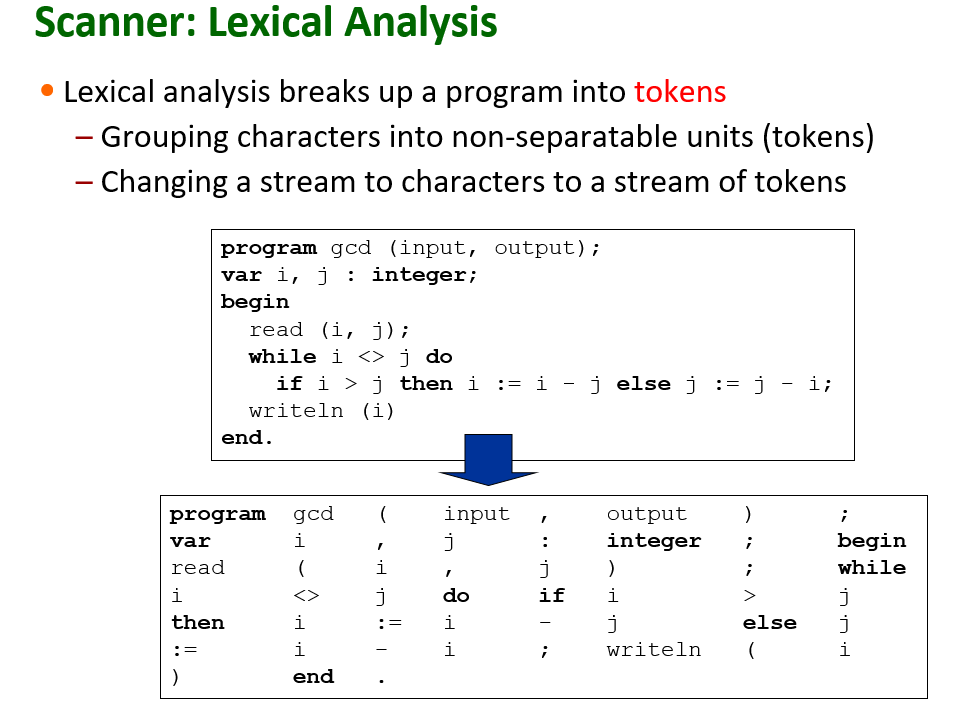 Scanner: Lexical Analysis
• Lexical analysis breaks up a program into tokens
– Grouping characters into non-separatable units (tokens)
– Changing a stream to characters to a stream of tokens
program gcd (input, output);
var i, j : integer;
begin
  read (i, j);
  while i <> j do
    if i > j then i := i - j else j := j - i;
  writeln (i)
end.
program gcd ( input , output ) ;
var i , j : integer ; begin
read ( i , j ) ; while
i <> j do if i > j
then i := i - j else j
:= i - i ; writeln ( i
) end .